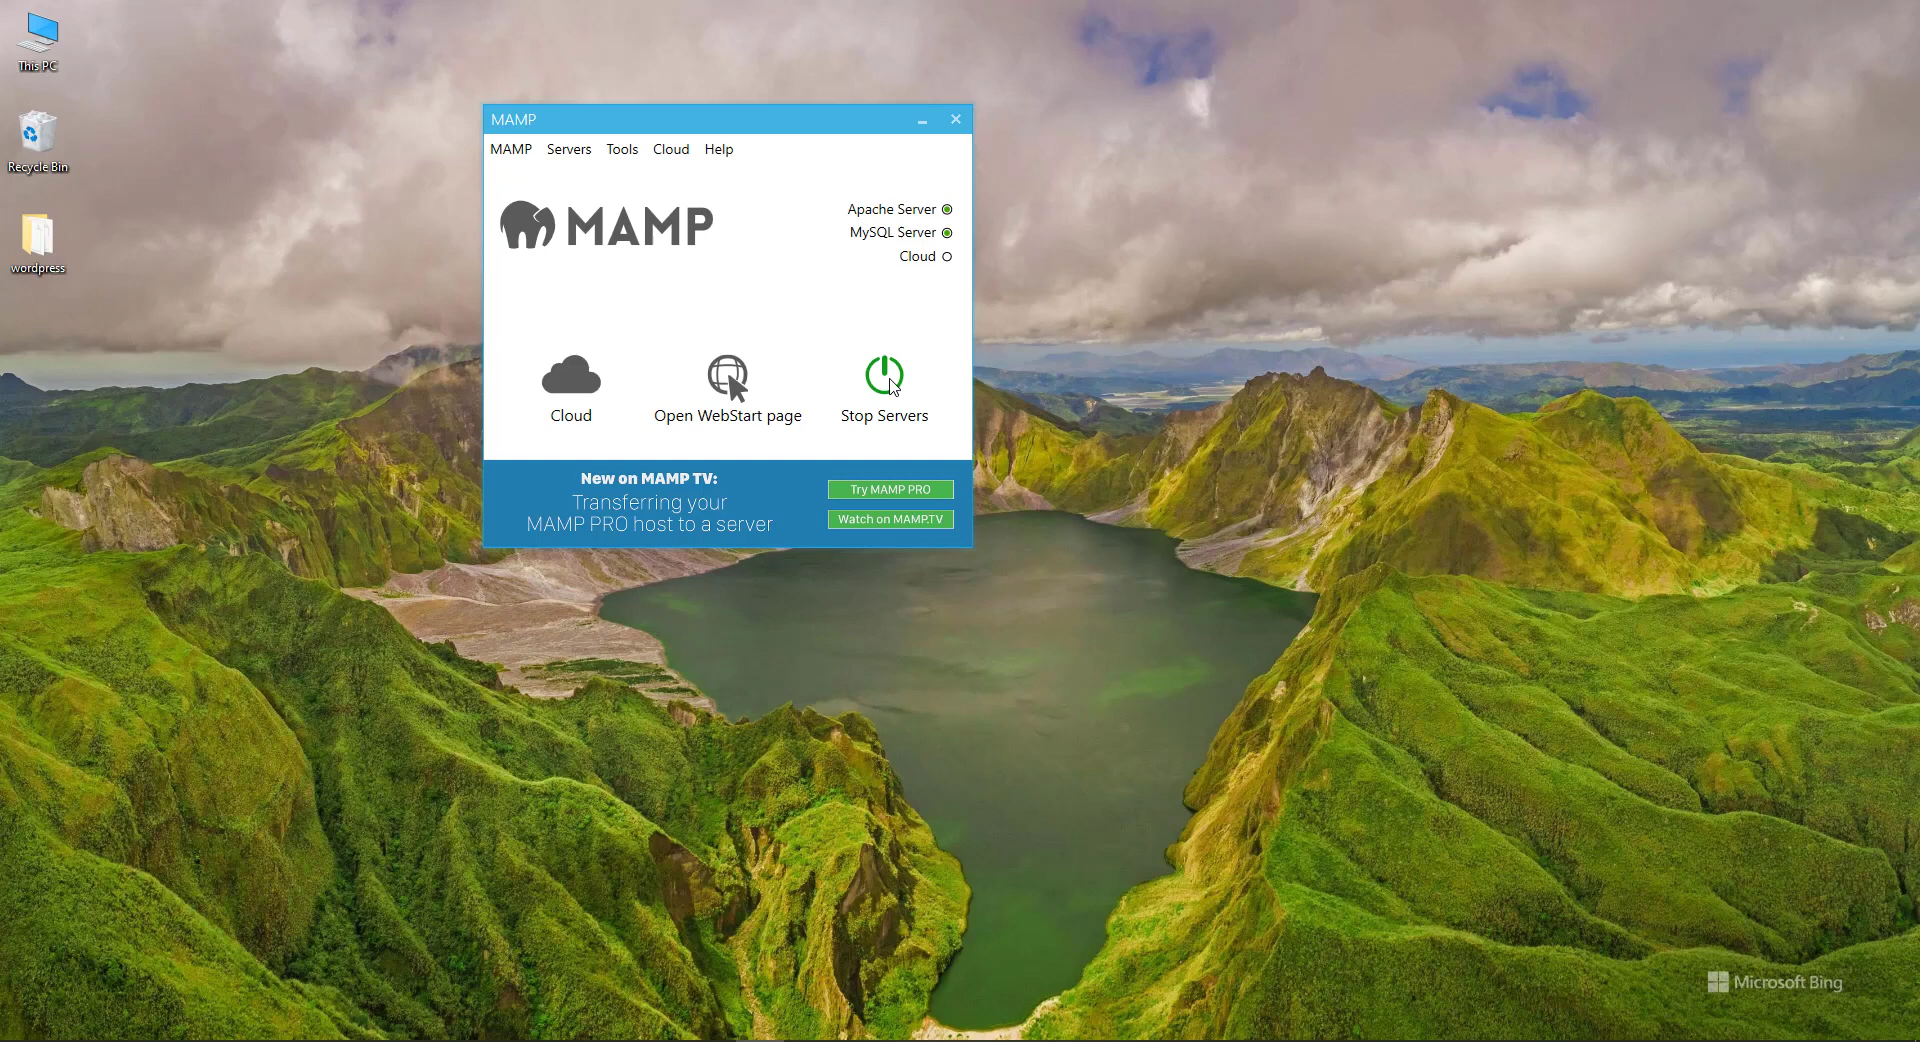 This PC
Recycle Bin
wordpress
MAMP
MAMP Servers Tools Cloud Help
MAMP
Apache Server
MySQL Server
Cloud
Cloud
Open WebStart page
Stop Servers
New on MAMP TV:
Transferring your
MAMP PRO host to a server
Try MAMP PRO
Watch on MAMP.TV
Microsoft Bing